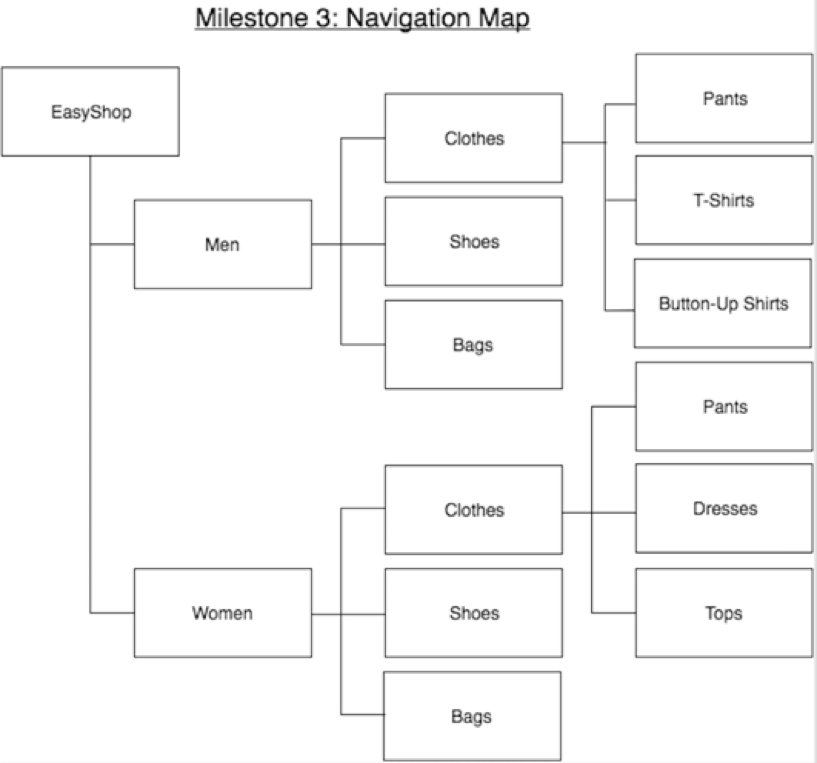 Milestone 3: Navigation Map
EasyShop
Men
Clothes
Pants
T-Shirts
Button-Up Shirts
Shoes
Bags
Women
Clothes
Pants
Dresses
Tops
Shoes
Bags